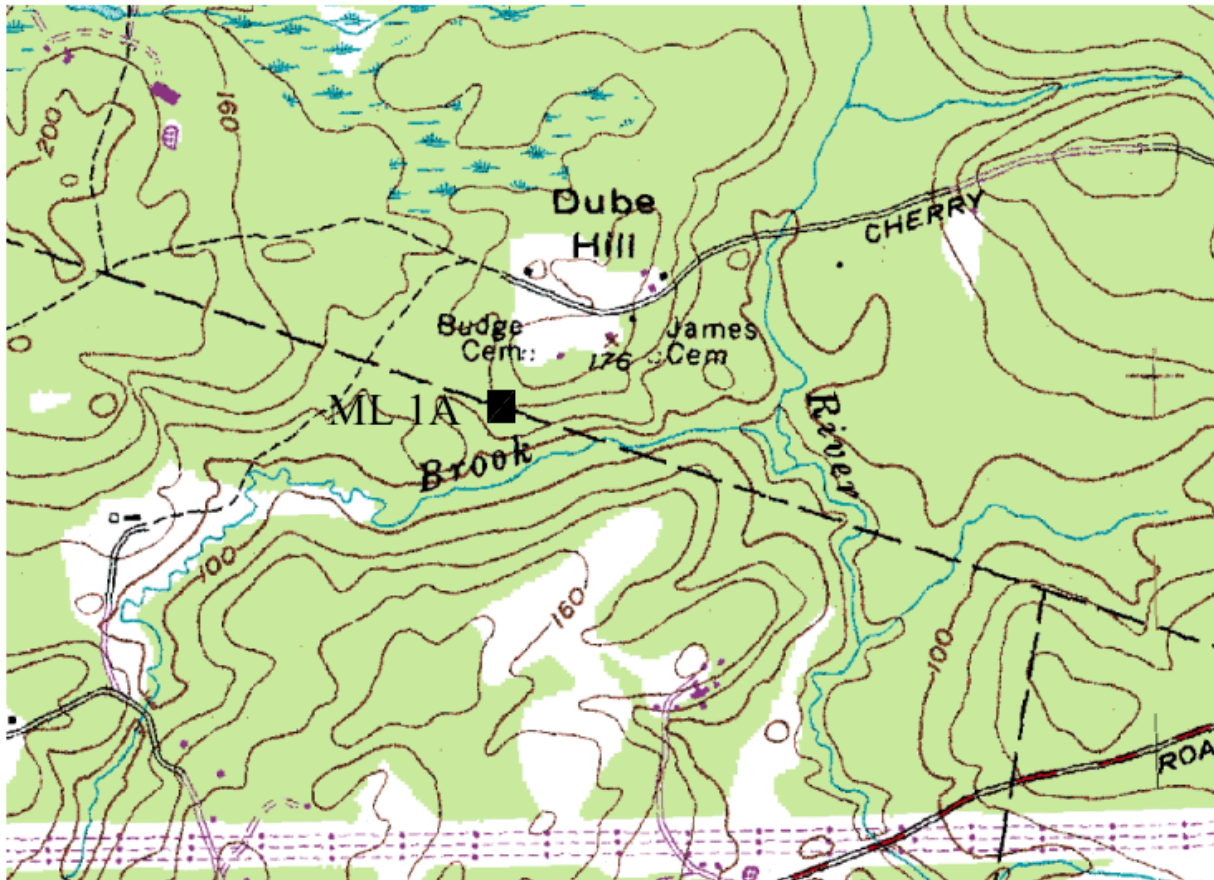 200
160
Dube
Hill
CHERRY
Budge
Cem
James
Cem
176
ML 1A
Brook
River
100
160
100
ROA